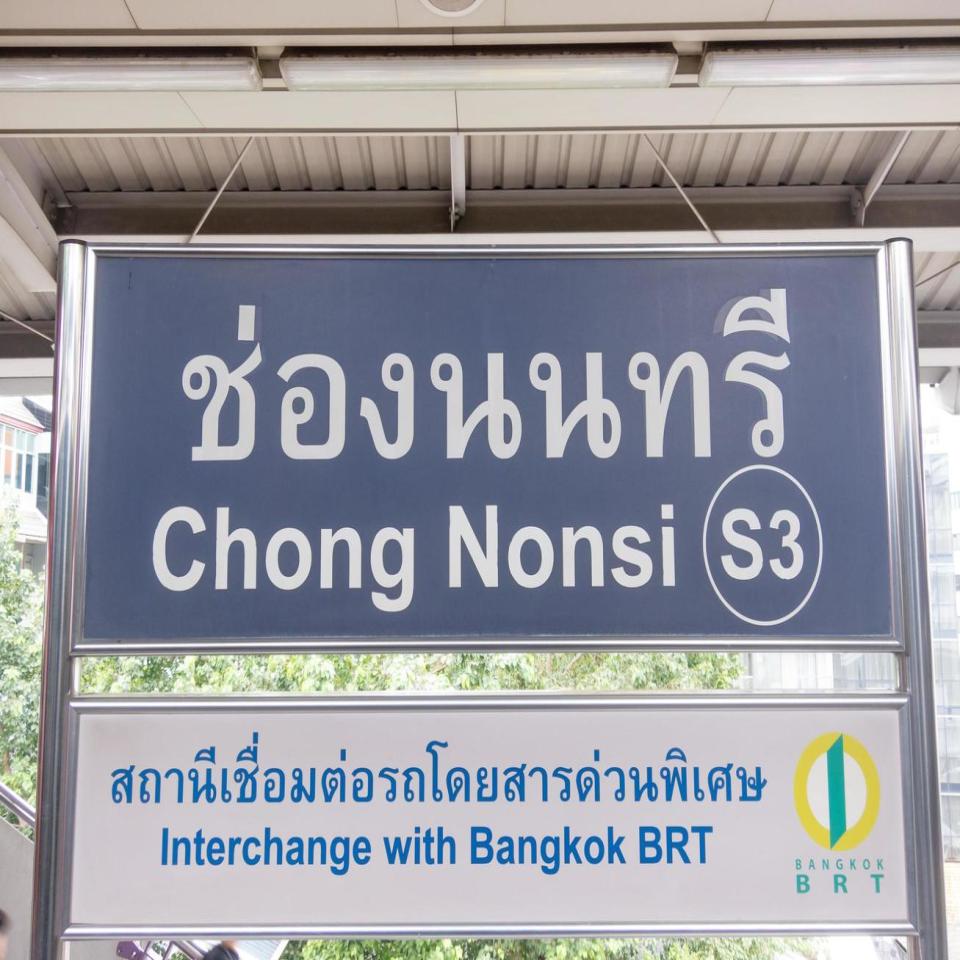 ช่องนนทรี
Chong Nonsi S3
สถานีเชื่อมต่อรถโดยสารด่วนพิเศษ
Interchange with Bangkok BRT
BANGKOK
BRT